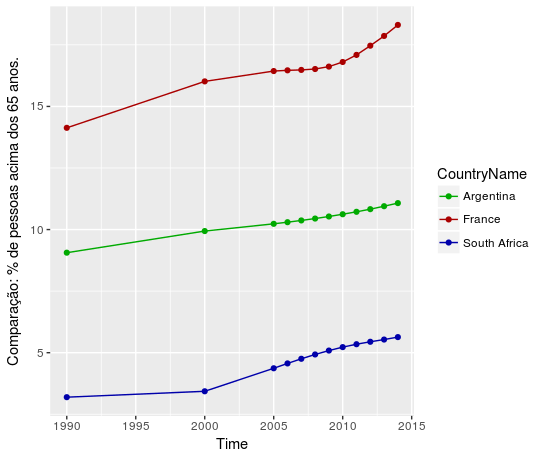 Comparação: % de pessoas acima dos 65 anos.
15
10
5
1990 1995 2000 2005 2010 2015
Time
CountryName
Argentina
France
South Africa